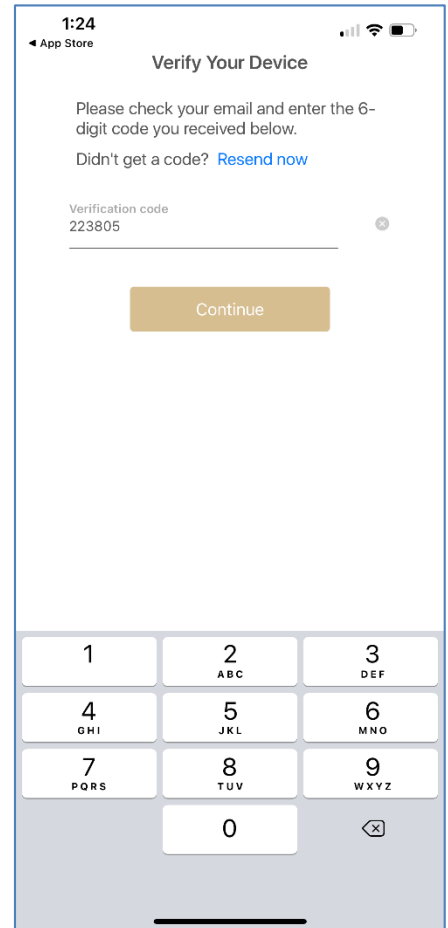 1:24
◀ App Store
Verify Your Device
Please check your email and enter the 6-
digit code you received below.
Didn't get a code? Resend now
Verification code
223805
Continue
1 2 3
ABC DEF
4 5 6
GHI JKL MNO
7 8 9
PQRS TUV WXYZ
0